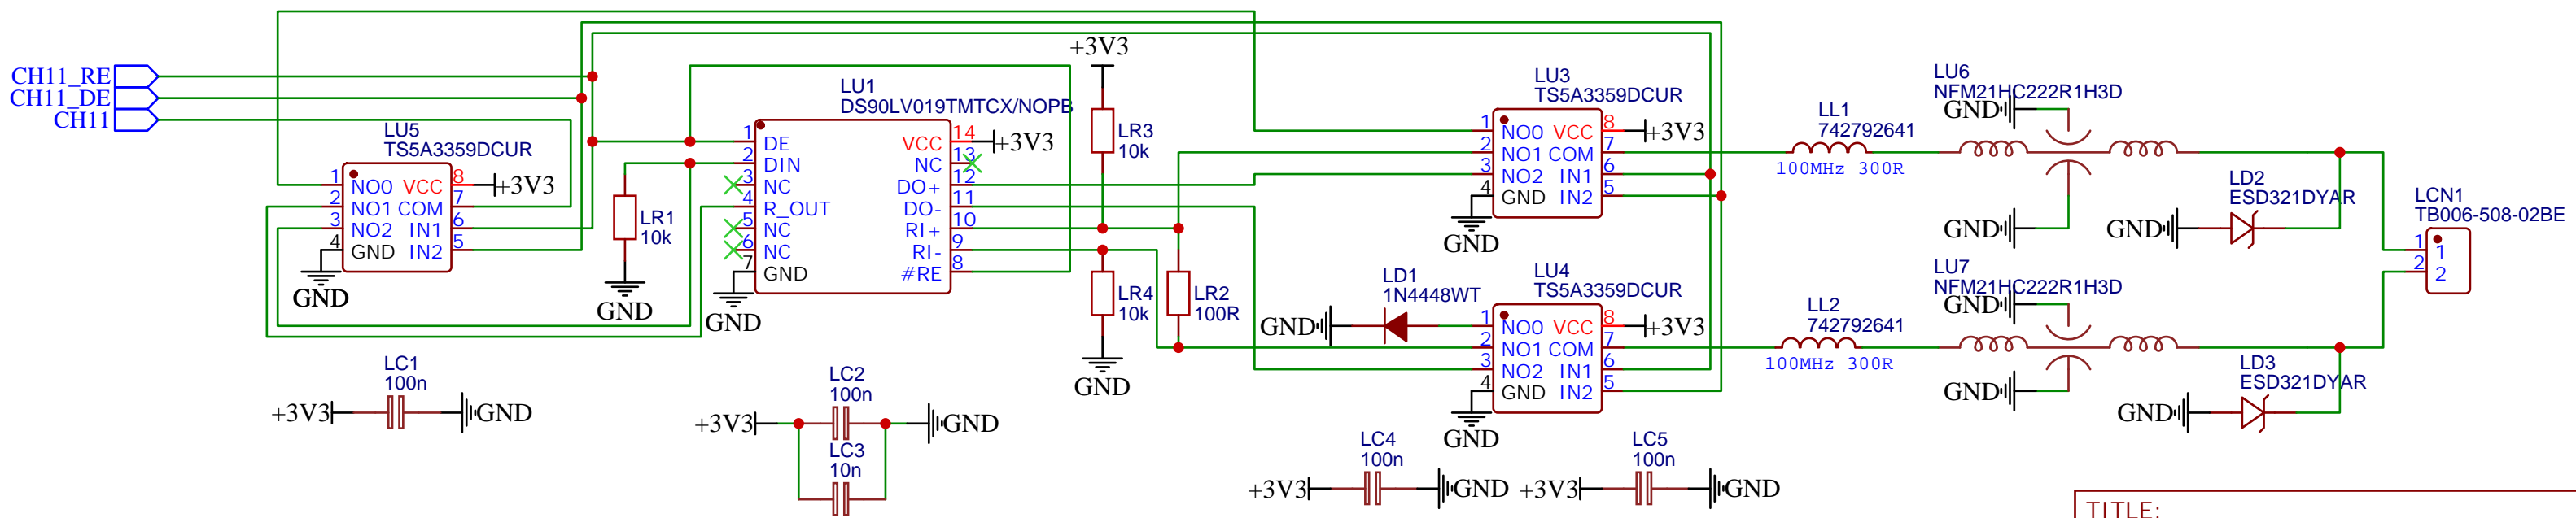 CH11_RE
CH11_DE
CH11
LU5
TS5A3359DCUR
1 NO0 VCC 8 +3V3
2 NO1 COM 7
3 NO2 IN1 6
4 GND IN2 5
GND
LR1
10k
GND
LU1
DS90LV019TMTCX/NOPB
1 DE VCC 14 +3V3
2 DIN NC 13
3 NC DO+ 12
4 R_OUT DO- 11
5 NC RI+ 10
6 NC RI- 9
7 GND #RE 8
GND
+3V3
LR3
10k
LR4
10k
GND
LR2
100R
LD1
1N4448WT
GND
LU3
TS5A3359DCUR
1 NO0 VCC 8 +3V3
2 NO1 COM 7
3 NO2 IN1 6
4 GND IN2 5
GND
LU4
TS5A3359DCUR
1 NO0 VCC 8 +3V3
2 NO1 COM 7
3 NO2 IN1 6
4 GND IN2 5
GND
LL1
742792641
100MHz 300R
LL2
742792641
100MHz 300R
LU6
NFM21HC222R1H3D
GND
GND
LU7
NFM21HC222R1H3D
GND
GND
LD2
ESD321DYAR
GND
LD3
ESD321DYAR
GND
LCN1
TB006-508-02BE
1 1
2 2
LC1
100n
+3V3 GND
LC2
100n
+3V3 GND
LC3
10n
LC4
100n
+3V3 GND
LC5
100n
+3V3 GND
TITLE: